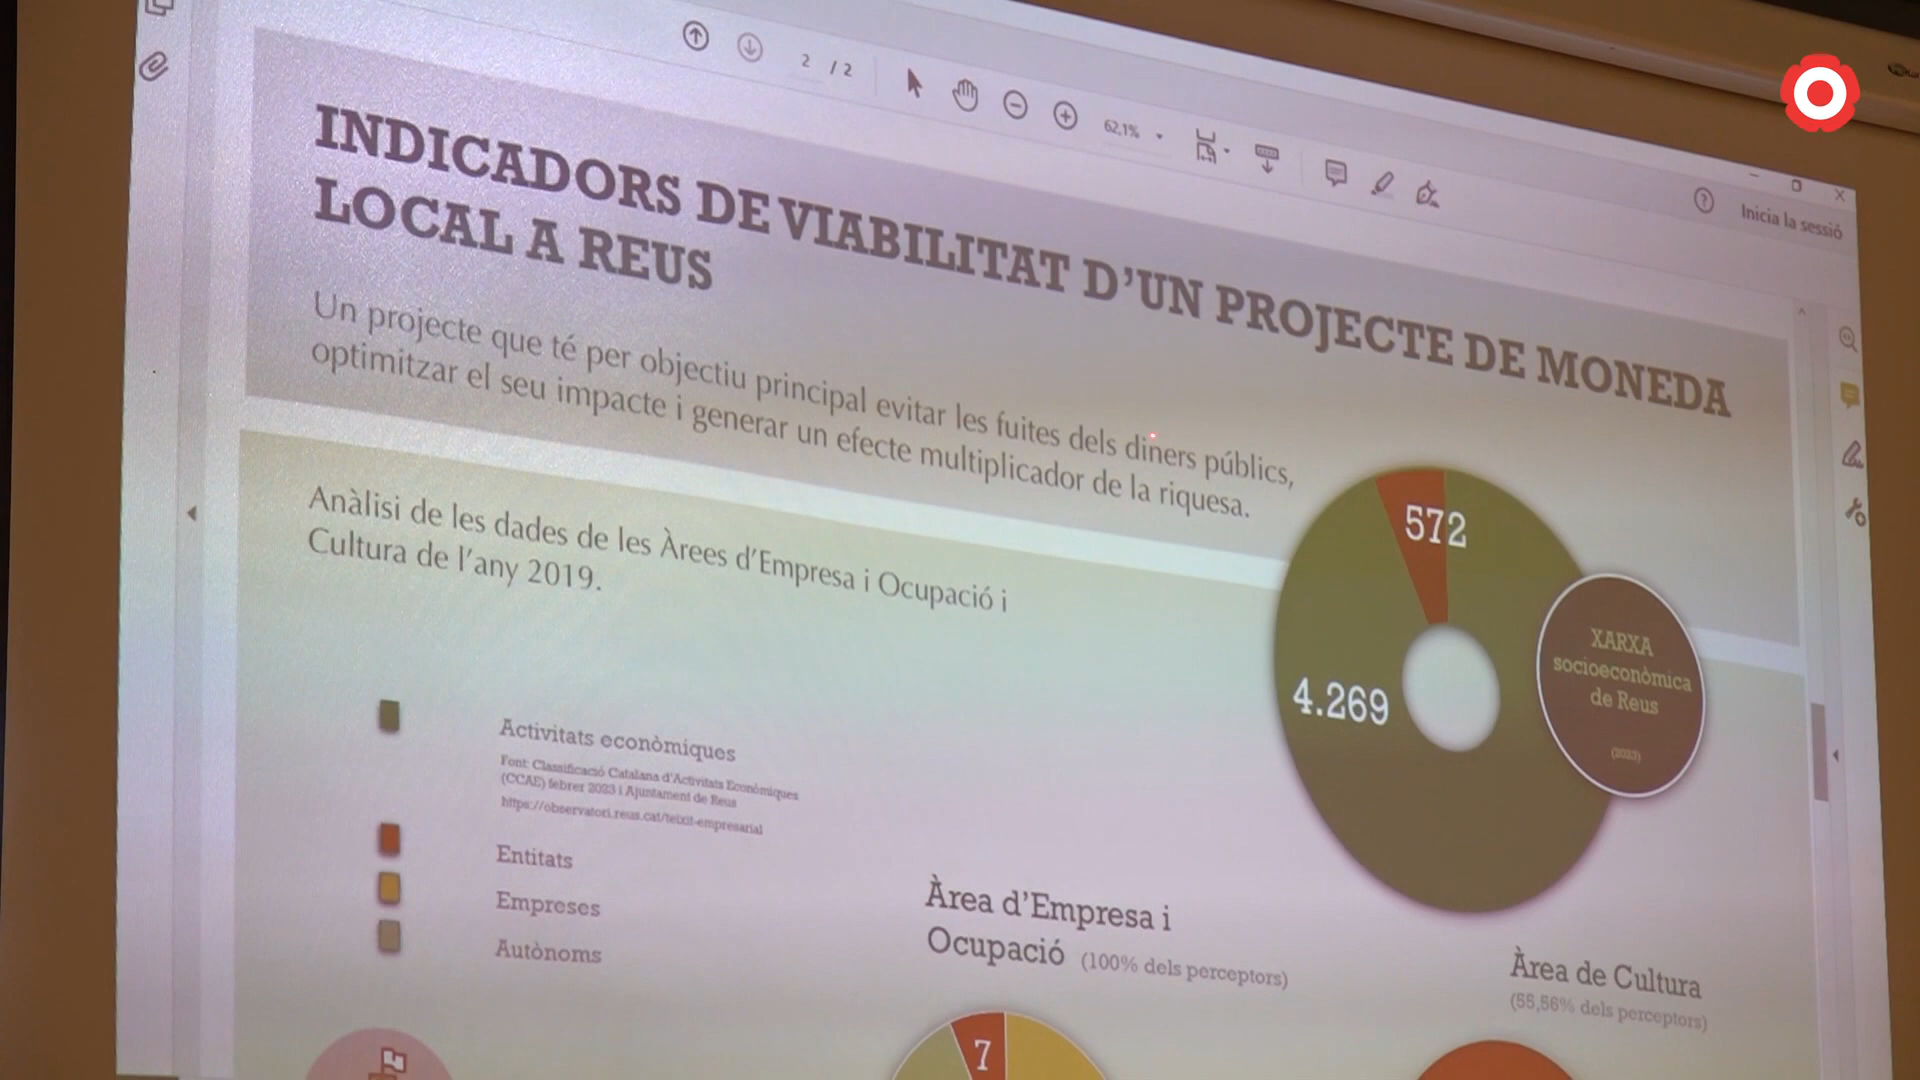 2 / 2
62,1%
Inicia la sessió
INDICADORS DE VIABILITAT D'UN PROJECTE DE MONEDA
LOCAL A REUS
Un projecte que té per objectiu principal evitar les fuites dels diners públics,
optimitzar el seu impacte i generar un efecte multiplicador de la riquesa.
Anàlisi de les dades de les Àrees d'Empresa i Ocupació i
Cultura de l'any 2019.
572
4.269
XARXA
socioeconòmica
de Reus
(2023)
Activitats econòmiques
Font: Classificació Catalana d'Activitats Econòmiques
(CCAE) febrer 2023 i Ajuntament de Reus
https://observatori.reus.cat/teixit-empresarial
Entitats
Empreses
Autònoms
Àrea d'Empresa i
Ocupació (100% dels perceptors)
Àrea de Cultura
(55,56% dels perceptors)
7